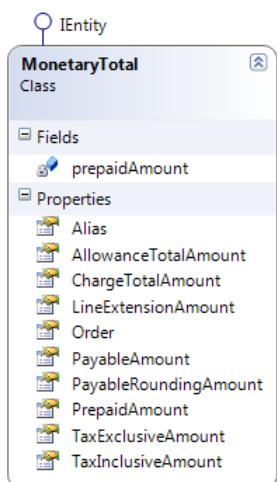 IEntity
MonetaryTotal
Class
Fields
prepaidAmount
Properties
Alias
AllowanceTotalAmount
ChargeTotalAmount
LineExtensionAmount
Order
PayableAmount
PayableRoundingAmount
PrepaidAmount
TaxExclusiveAmount
TaxInclusiveAmount